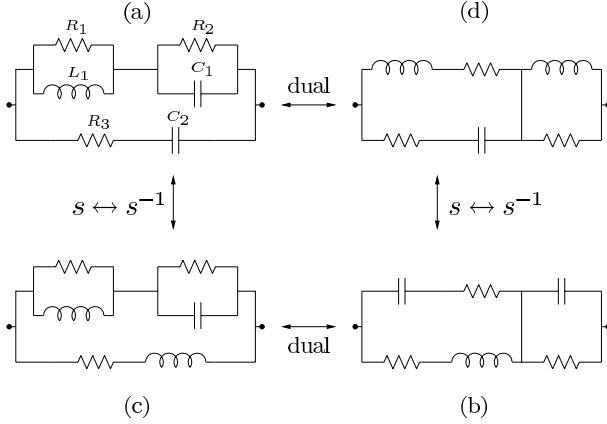 (a)
(d)
R₁
R₂
L₁
C₁
R₃
C₂
dual
s ↔ s⁻¹
s ↔ s⁻¹
dual
(c)
(b)